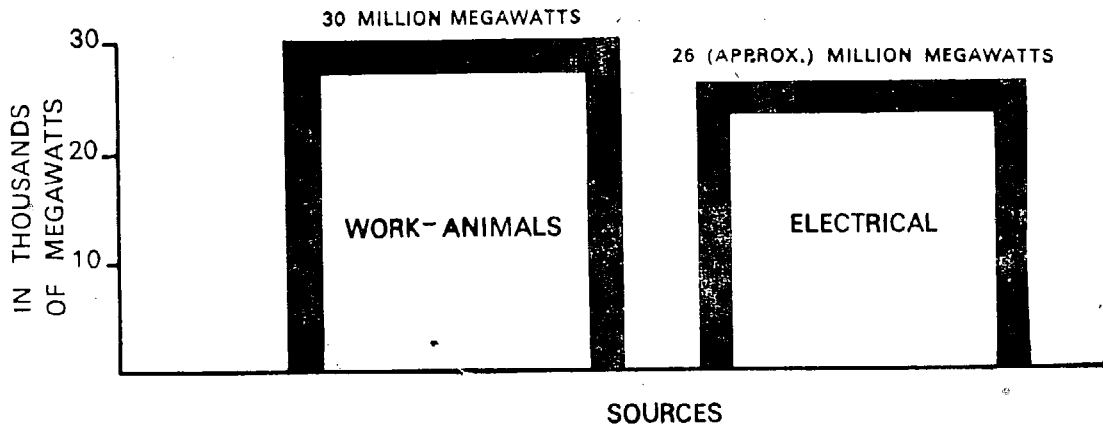 30 MILLION MEGAWATTS
26 (APPROX.) MILLION MEGAWATTS
IN THOUSANDS
OF MEGAWATTS
30
20
10
WORK-ANIMALS
ELECTRICAL
SOURCES